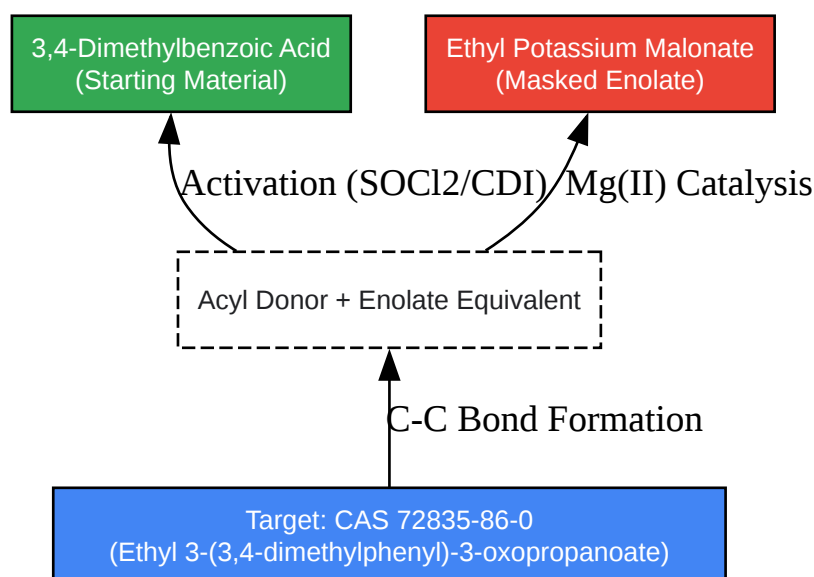 3,4-Dimethylbenzoic Acid
(Starting Material)
Ethyl Potassium Malonate
(Masked Enolate)
Activation (SOCl2/CDI)
Mg(II) Catalysis
Acyl Donor + Enolate Equivalent
C-C Bond Formation
Target: CAS 72835-86-0
(Ethyl 3-(3,4-dimethylphenyl)-3-oxopropanoate)